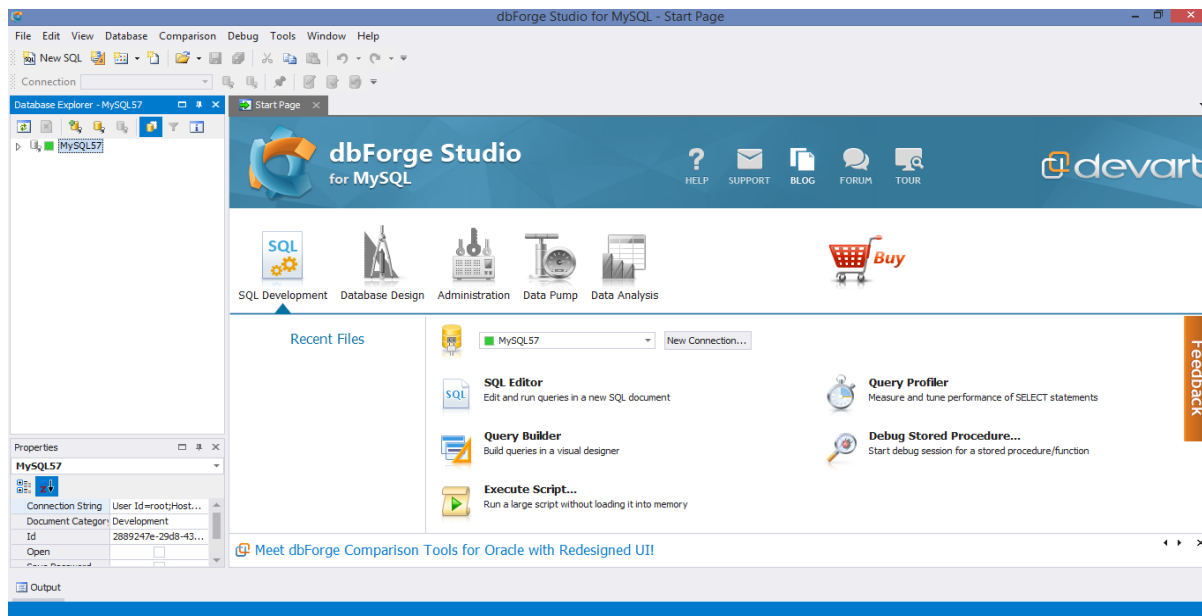 dbForge Studio for MySQL - Start Page
File Edit View Database Comparison Debug Tools Window Help
New SQL
Connection
Database Explorer - MySQL57
Start Page
MySQL57
dbForge Studio
for MySQL
HELP SUPPORT BLOG FORUM TOUR
devart
SQL
SQL Development Database Design Administration Data Pump Data Analysis
Buy
Recent Files
MySQL57
New Connection...
SQL
SQL Editor
Edit and run queries in a new SQL document
Query Profiler
Measure and tune performance of SELECT statements
Query Builder
Build queries in a visual designer
Debug Stored Procedure...
Start debug session for a stored procedure/function
Execute Script...
Run a large script without loading it into memory
Feedback
Properties
MySQL57
Connection String User Id=root;Host...
Document Categor Development
Id 2889247e-29d8-43...
Open
Meet dbForge Comparison Tools for Oracle with Redesigned UI!
Output